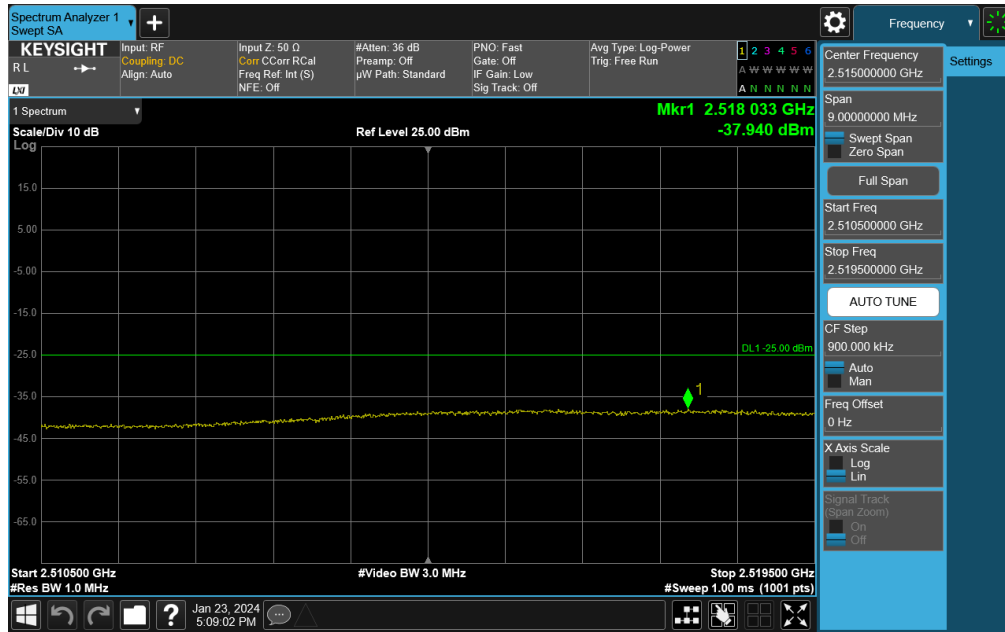 Spectrum Analyzer 1
Swept SA
Frequency
KEYSIGHT
R L
LXI
Input: RF
Coupling: DC
Align: Auto
Input Z: 50 Ω
Corr CCorr RCal
Freq Ref: Int (S)
NFE: Off
#Atten: 36 dB
Preamp: Off
µW Path: Standard
PNO: Fast
Gate: Off
IF Gain: Low
Sig Track: Off
Avg Type: Log-Power
Trig: Free Run
1 2 3 4 5 6
A W W W W W
A N N N N N
1 Spectrum
Scale/Div 10 dB
Log
Ref Level 25.00 dBm
Mkr1 2.518 033 GHz
-37.940 dBm
15.0
5.00
-5.00
-15.0
-25.0
-35.0
-45.0
-55.0
-65.0
DL1 -25.00 dBm
1
Start 2.510500 GHz
#Res BW 1.0 MHz
#Video BW 3.0 MHz
Stop 2.519500 GHz
#Sweep 1.00 ms (1001 pts)
?
Jan 23, 2024
5:09:02 PM
Center Frequency
2.515000000 GHz
Settings
Span
9.00000000 MHz
Swept Span
Zero Span
Full Span
Start Freq
2.510500000 GHz
Stop Freq
2.519500000 GHz
AUTO TUNE
CF Step
900.000 kHz
Auto
Man
Freq Offset
0 Hz
X Axis Scale
Log
Lin
Signal Track
(Span Zoom)
On
Off